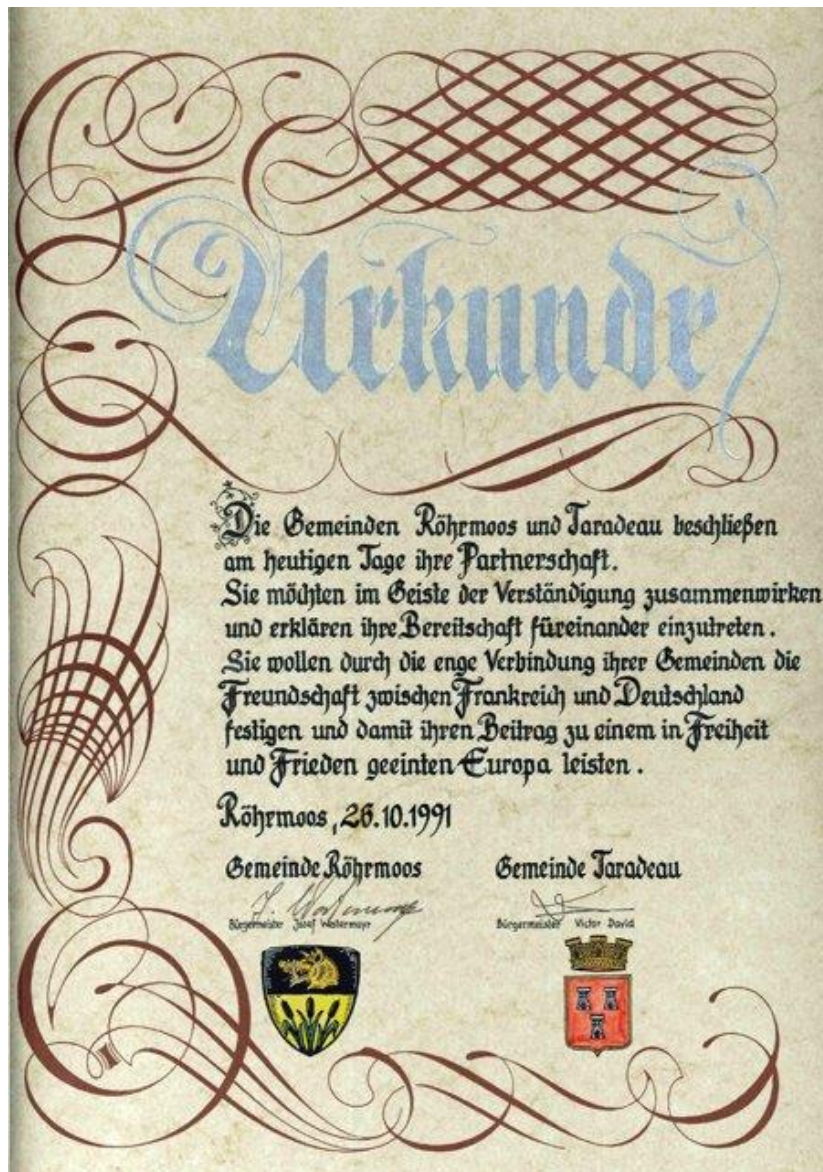 Urkunde
Die Gemeinden Röhrmoos und Taradeau beschließen
am heutigen Tage ihre Partnerschaft.
Sie möchten im Geiste der Verständigung zusammenwirken
und erklären ihre Bereitschaft füreinander einzutreten.
Sie wollen durch die enge Verbindung ihrer Gemeinden die
Freundschaft zwischen Frankreich und Deutschland
festigen und damit ihren Beitrag zu einem in Freiheit
und Frieden geeinten Europa leisten.
Röhrmoos, 26.10.1991
Gemeinde Röhrmoos
Gemeinde Taradeau
Bürgermeister Josef Westermayr
Bürgermeister Victor David